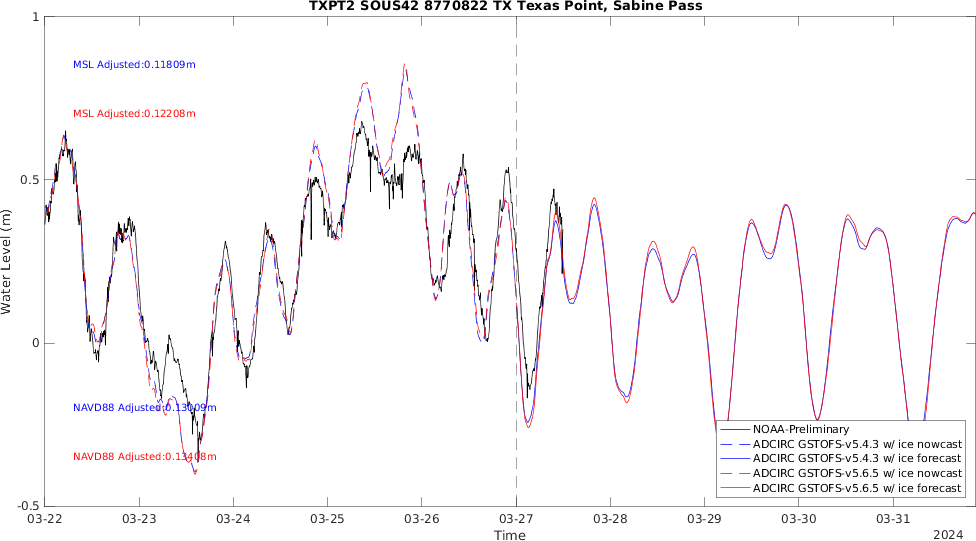 TXPT2 SOUS42 8770822 TX Texas Point, Sabine Pass
1
MSL Adjusted:0.11809m
MSL Adjusted:0.12208m
0.5
Water Level (m)
0
NAVD88 Adjusted:0.13009m
NAVD88 Adjusted:0.13408m
-0.5
NOAA-Preliminary
ADCIRC GSTOFS-v5.4.3 w/ ice nowcast
ADCIRC GSTOFS-v5.4.3 w/ ice forecast
ADCIRC GSTOFS-v5.6.5 w/ ice nowcast
ADCIRC GSTOFS-v5.6.5 w/ ice forecast
03-22 03-23 03-24 03-25 03-26 03-27 03-28 03-29 03-30 03-31
Time
2024